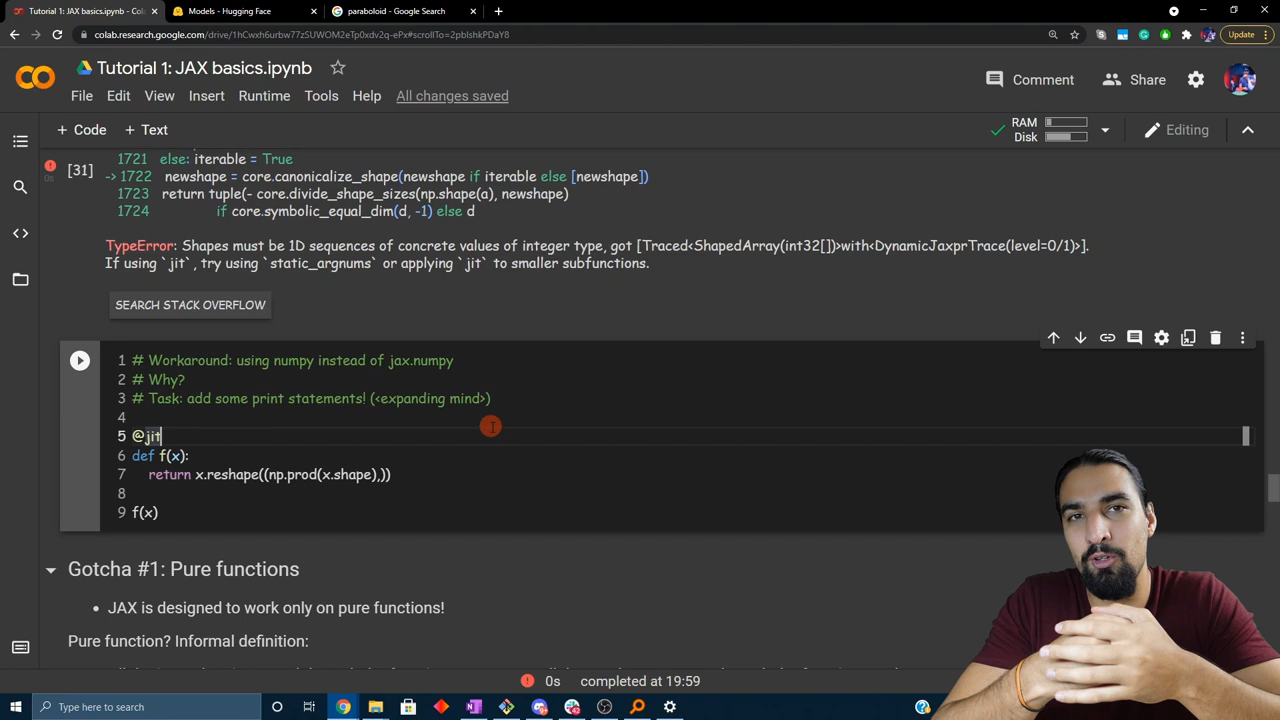 Tutorial 1: JAX basics.ipynb - Cola
Models - Hugging Face
paraboloid - Google Search
colab.research.google.com/drive/1hCwxh6urbw77zSUWOM2eTp0xdv2q-ePx#scrollTo=2pblshkPDaY8
Update
Tutorial 1: JAX basics.ipynb
Comment
Share
File Edit View Insert Runtime Tools Help All changes saved
+ Code + Text
RAM
Disk
Editing
[31]
0s
1721 else: iterable = True
-> 1722 newshape = core.canonicalize_shape(newshape if iterable else [newshape])
1723 return tuple(- core.divide_shape_sizes(np.shape(a), newshape)
1724 if core.symbolic_equal_dim(d, -1) else d
TypeError: Shapes must be 1D sequences of concrete values of integer type, got [Traced<ShapedArray(int32[])>with<DynamicJaxprTrace(level=0/1)>].
If using `jit`, try using `static_argnums` or applying `jit` to smaller subfunctions.
SEARCH STACK OVERFLOW
1 # Workaround: using numpy instead of jax.numpy
2 # Why?
3 # Task: add some print statements! (<expanding mind>)
4
5 @jit
6 def f(x):
7 return x.reshape((np.prod(x.shape),))
8
9 f(x)
Gotcha #1: Pure functions
• JAX is designed to work only on pure functions!
Pure function? Informal definition:
0s completed at 19:59
Type here to search